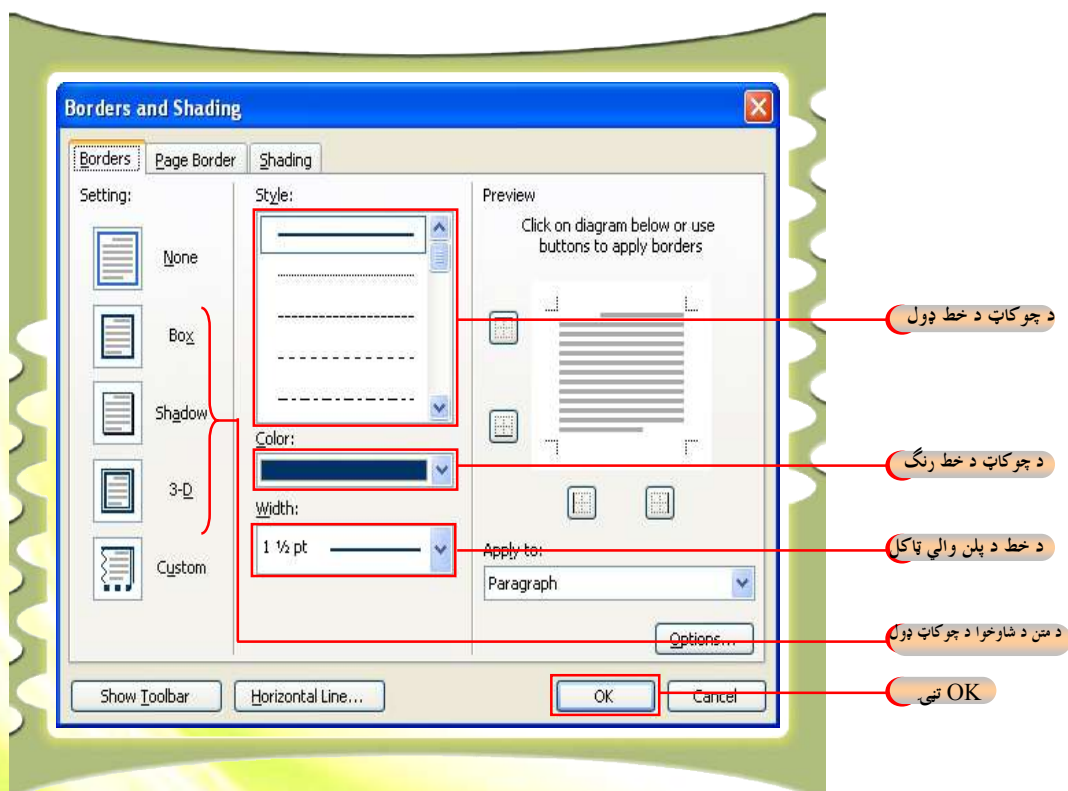 Borders and Shading
Borders
Page Border
Shading
Setting:
None
Box
Shadow
3-D
Custom
Style:
Color:
Width:
1 ½ pt
Preview
Click on diagram below or use
buttons to apply borders
Apply to:
Paragraph
Options...
Show Toolbar
Horizontal Line...
OK
Cancel
د چوکاټ د خط ډول
د چوکاټ د خط رنگ
د خط د پلن والي ټاکل
د متن د شاوخوا د چوکاټ ډول
OK تڼۍ